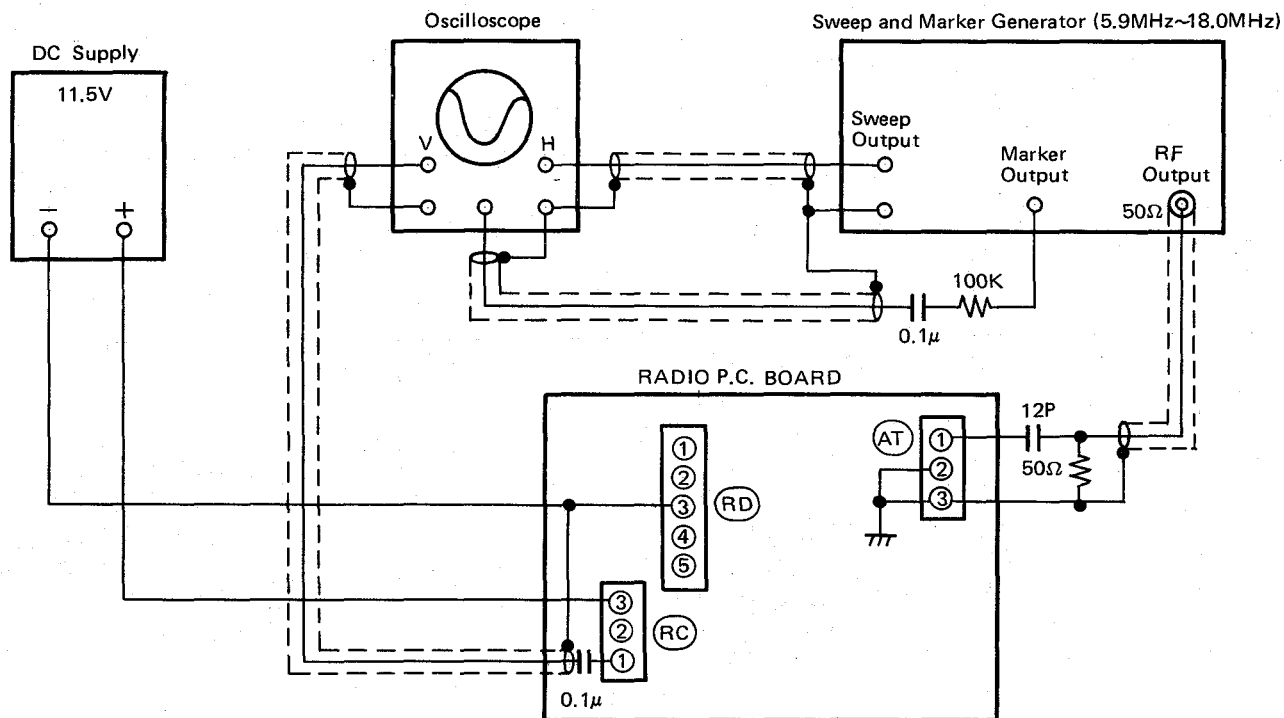 Oscilloscope
Sweep and Marker Generator (5.9MHz~18.0MHz)
DC Supply
11.5V
− +
V H
Sweep
Output
Marker
Output
RF
Output
50Ω
100K
0.1μ
RADIO P.C. BOARD
12P
50Ω
AT
①
②
③
①
②
③
④
⑤
RD
③
②
①
RC
0.1μ